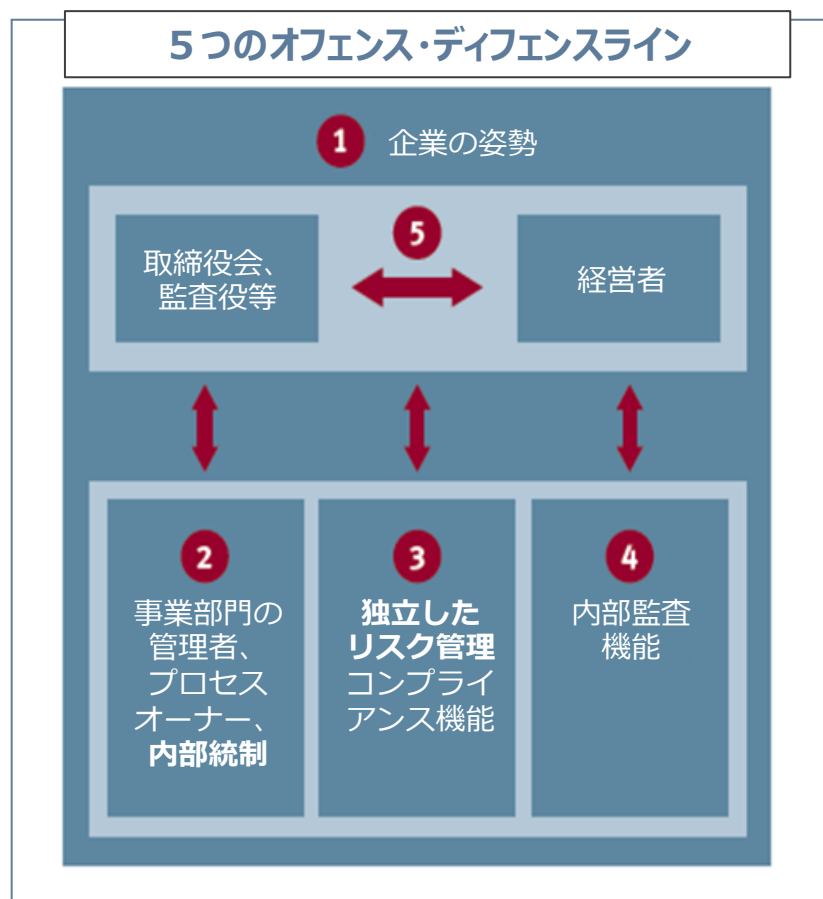 5つのオフェンス・ディフェンスライン
1 企業の姿勢
取締役会、
監査役等
5
経営者
2
事業部門の
管理者、
プロセス
オーナー、
内部統制
3
独立した
リスク管理
コンプライ
アンス機能
4
内部監査
機能